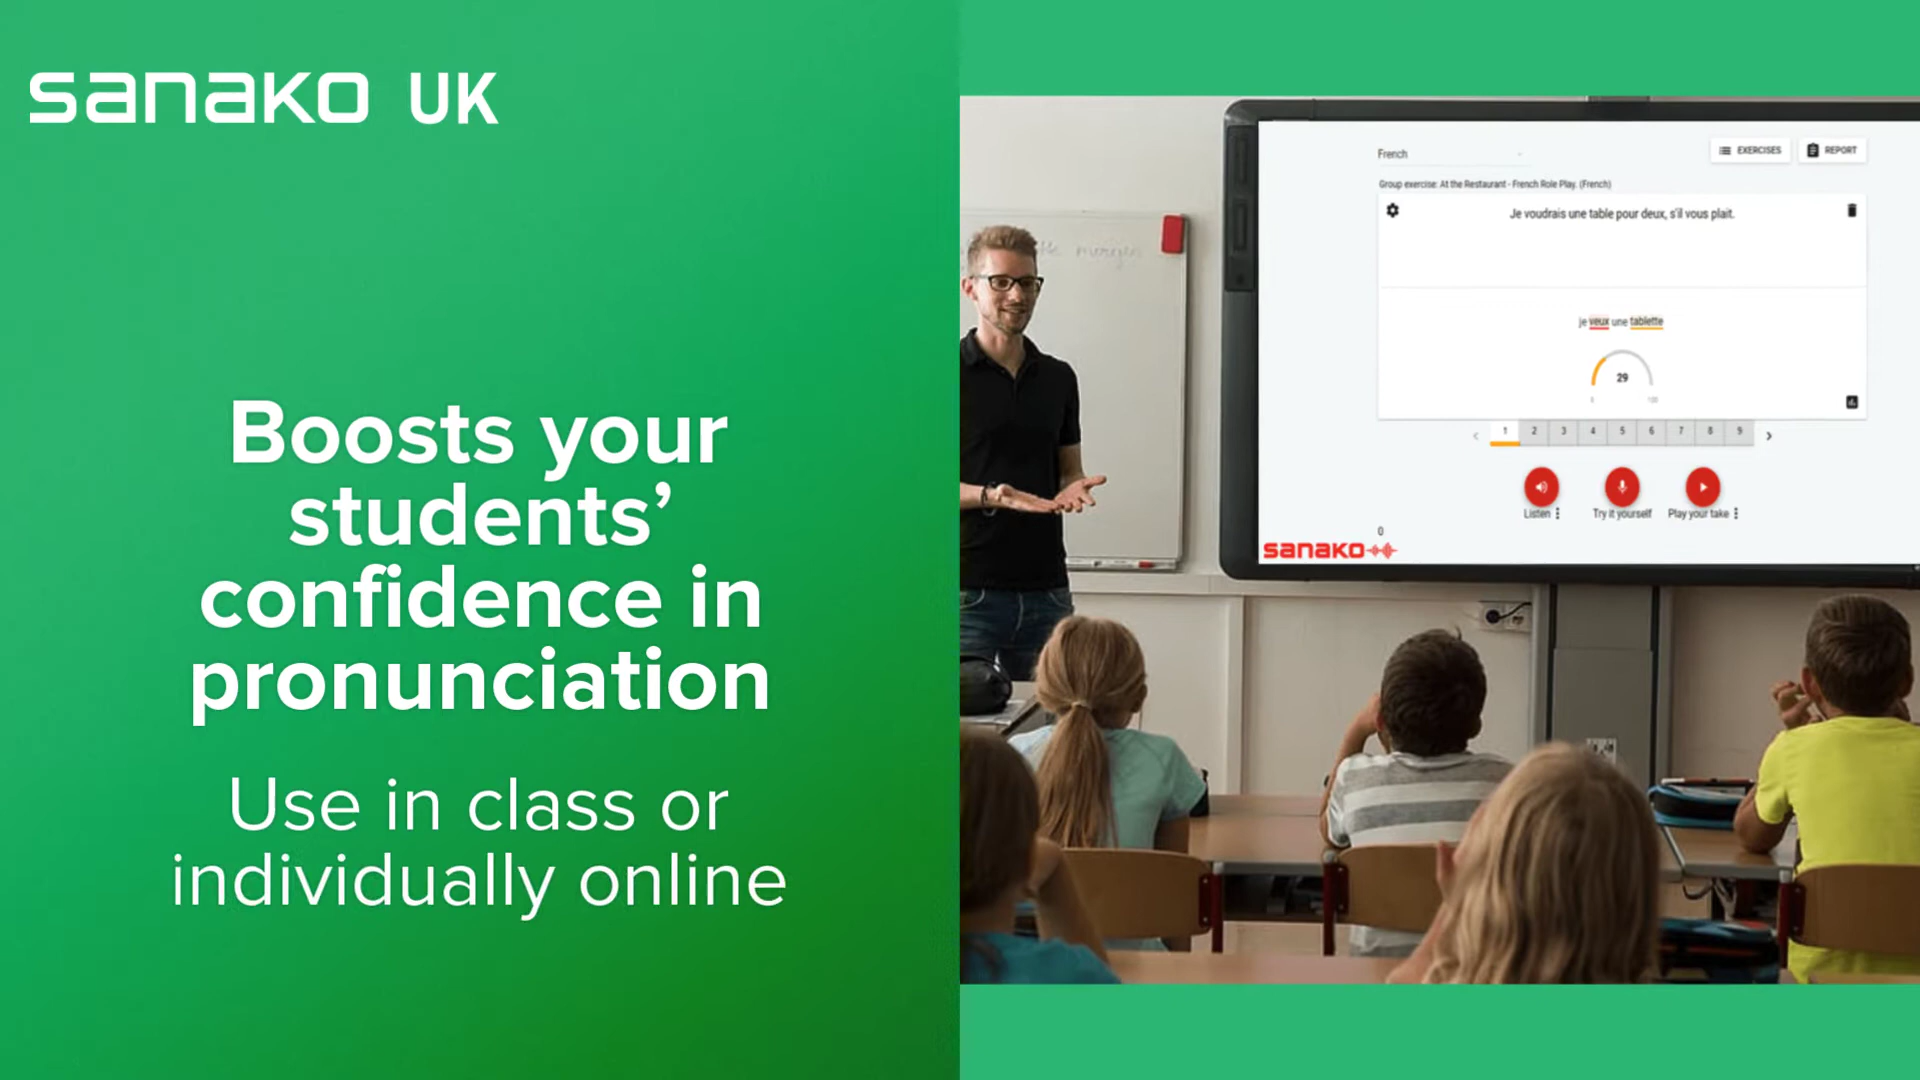 sanako UK
Boosts your
students’
confidence in
pronunciation
Use in class or
individually online
French
EXERCISES
REPORT
Group exercise: At the Restaurant - French Role Play. (French)
Je voudrais une table pour deux, s'il vous plait.
je veux une tablette
29
100
1 2 3 4 5 6 7 8 9
Listen
Try it yourself
Play your take
0
sanako